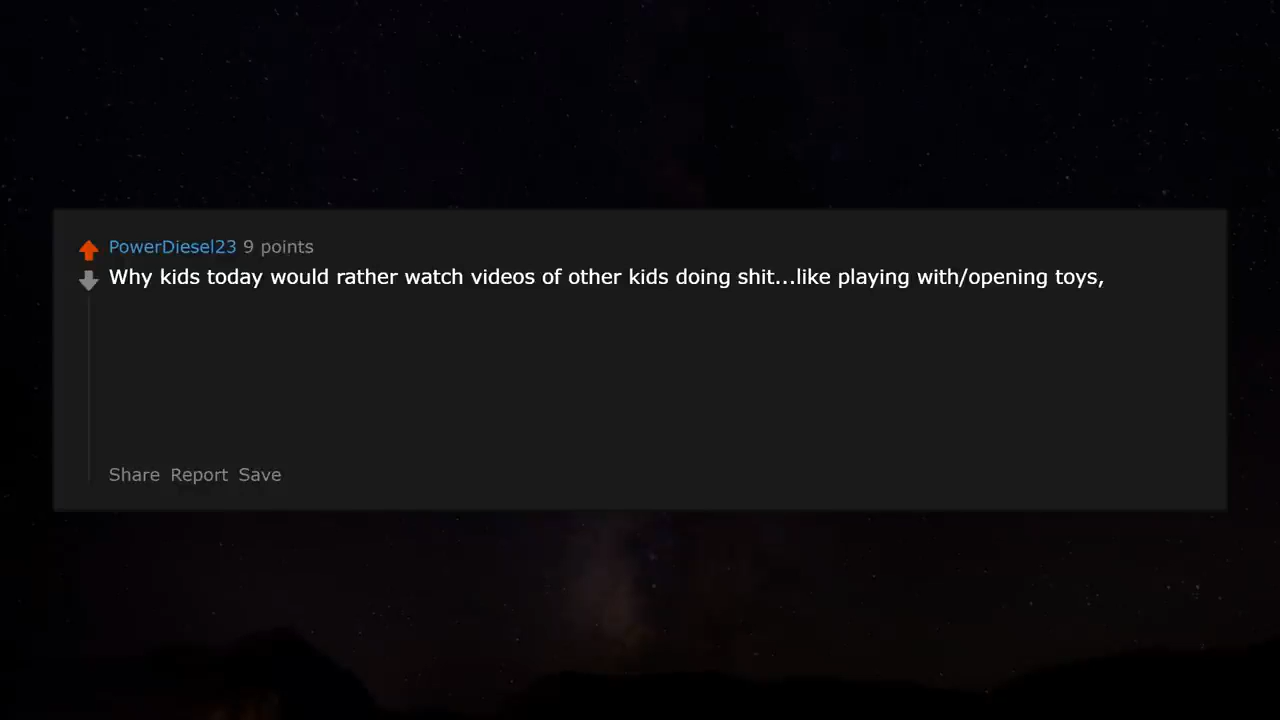 PowerDiesel23 9 points
Why kids today would rather watch videos of other kids doing shit...like playing with/opening toys,
Share Report Save